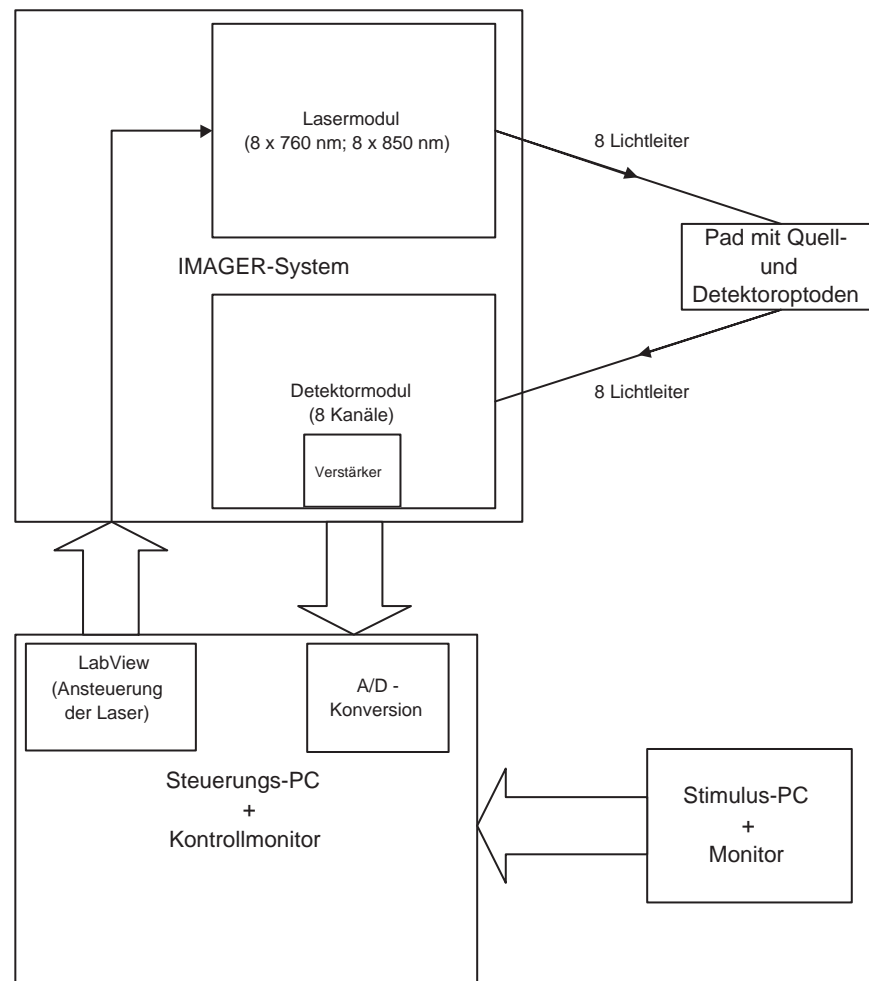 Lasermodul
(8 x 760 nm; 8 x 850 nm)
8 Lichtleiter
Pad mit Quell-
und
Detektoroptoden
IMAGER-System
Detektormodul
(8 Kanäle)
Verstärker
8 Lichtleiter
LabView
(Ansteuerung
der Laser)
A/D -
Konversion
Steuerungs-PC
+
Kontrollmonitor
Stimulus-PC
+
Monitor